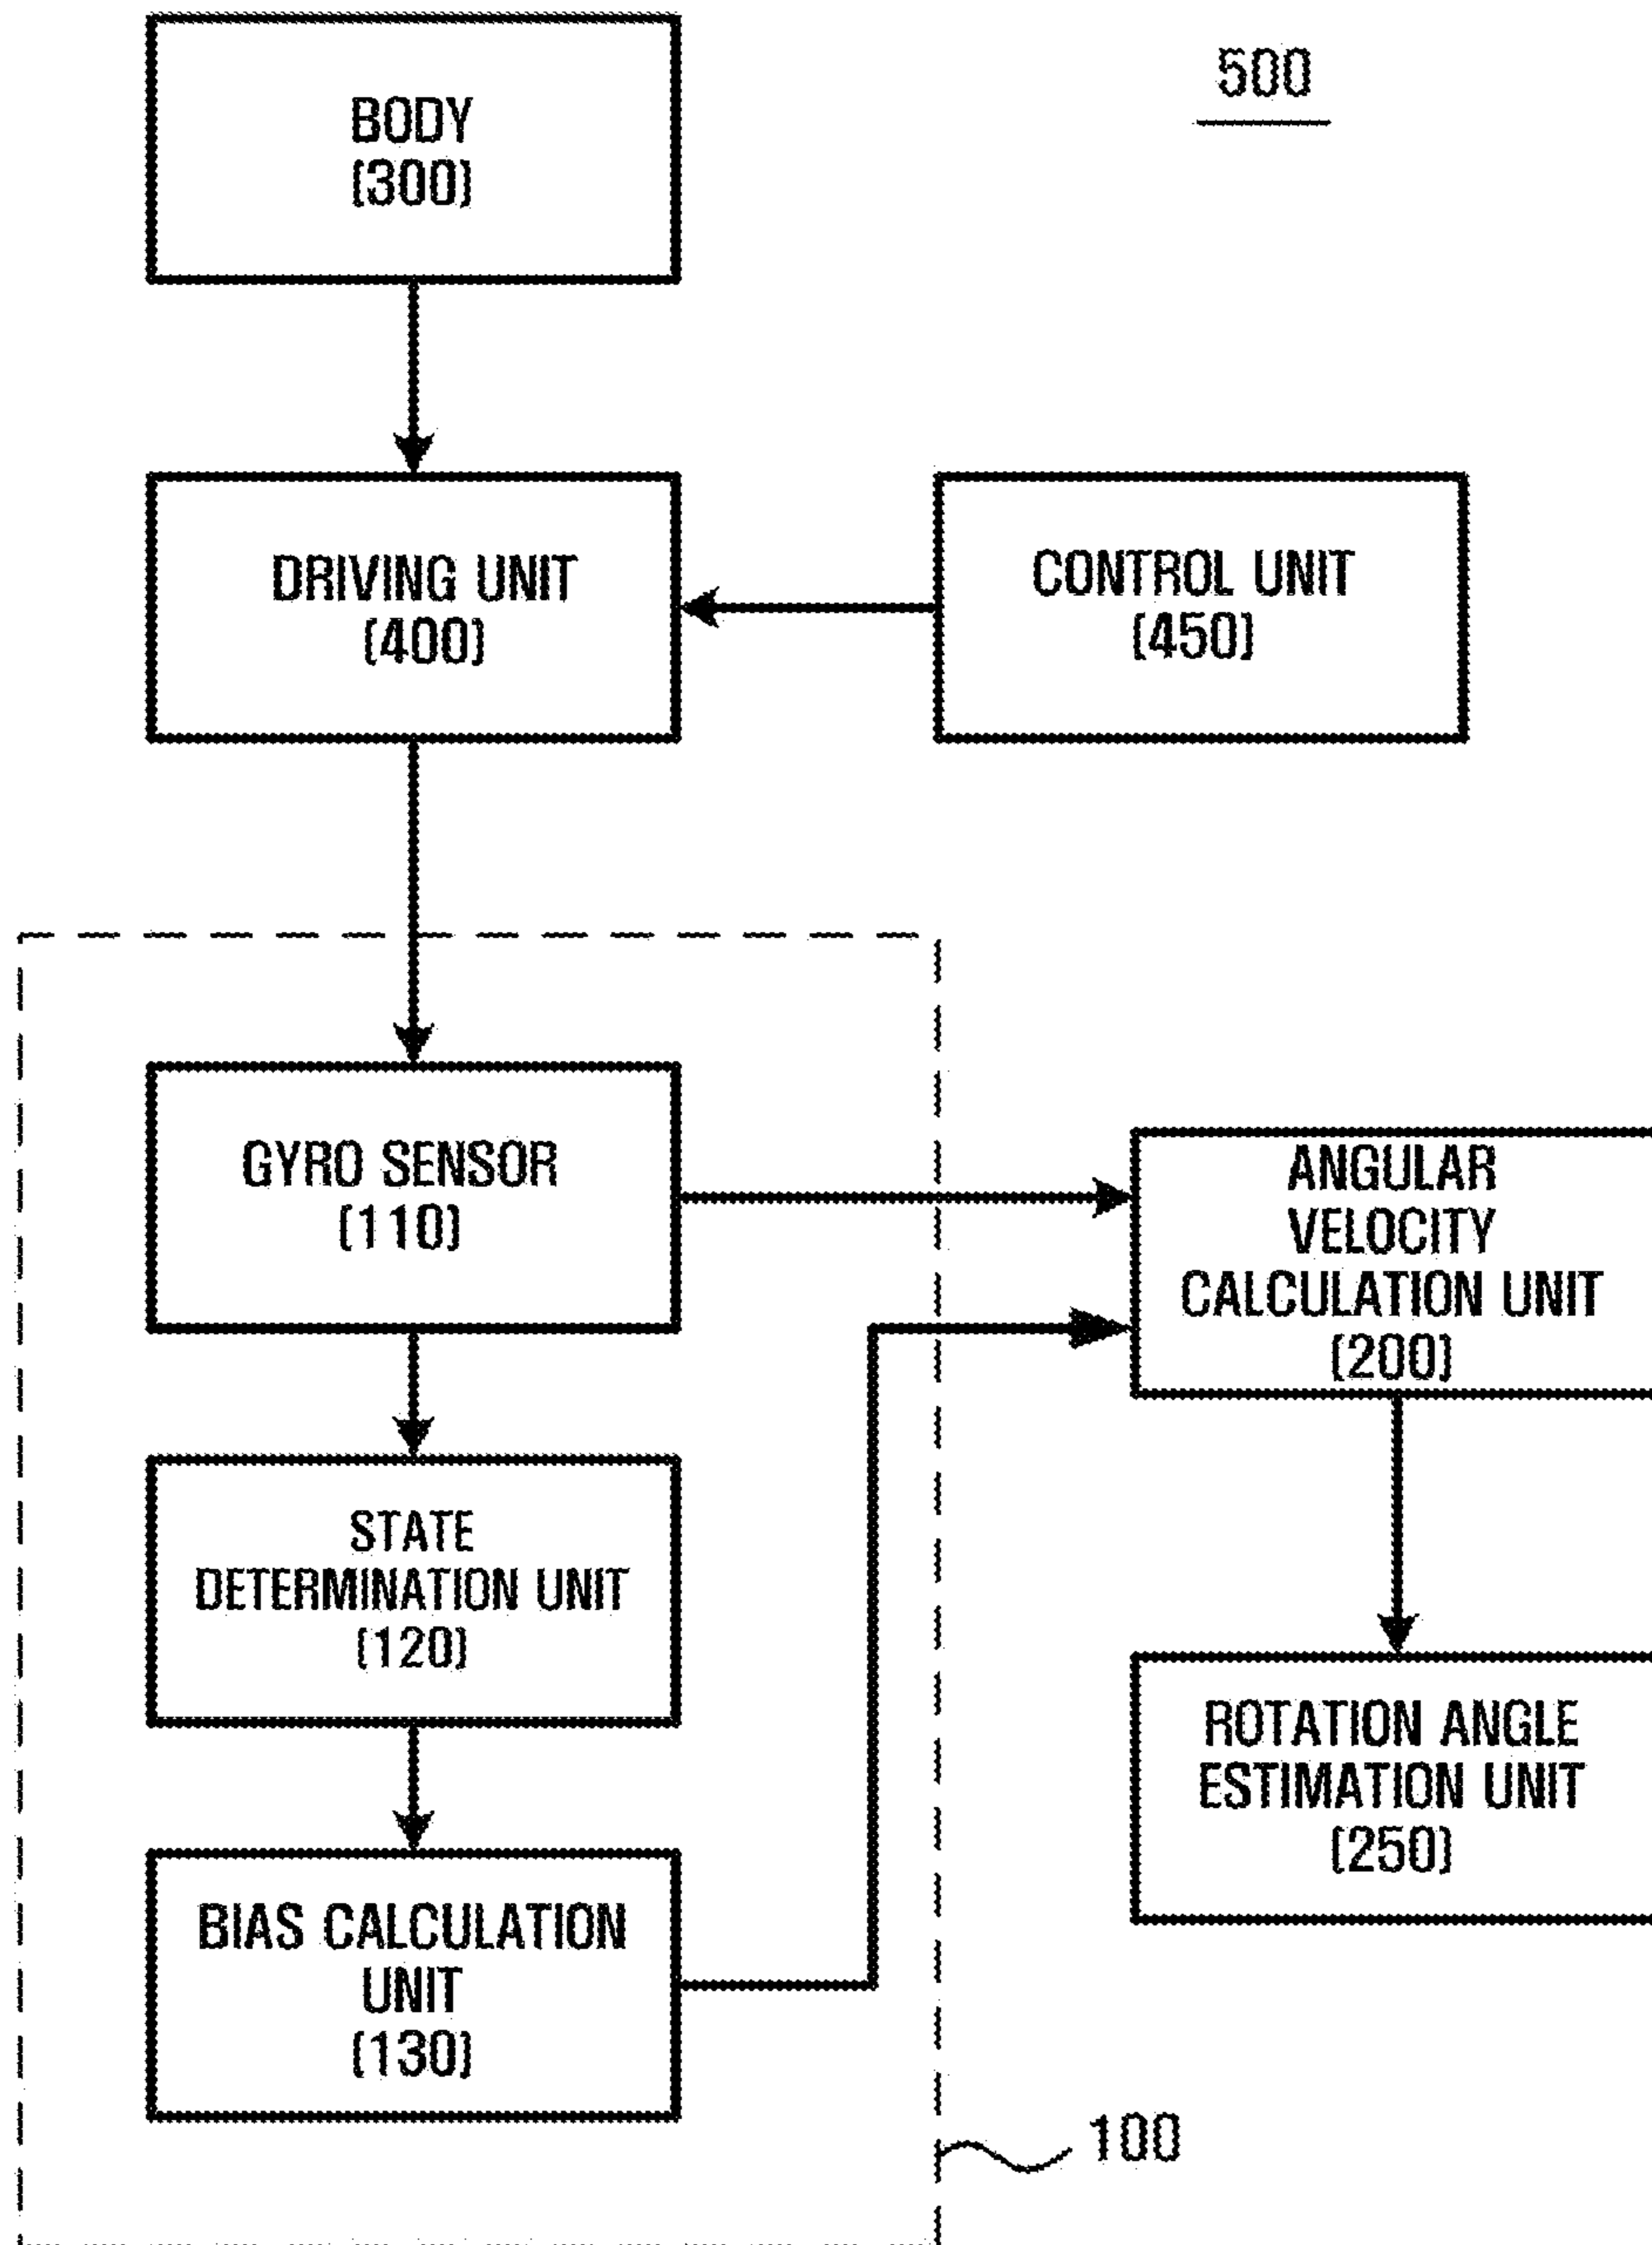 500
BODY
(300)
DRIVING UNIT
(400)
CONTROL UNIT
(450)
GYRO SENSOR
(110)
ANGULAR
VELOCITY
CALCULATION UNIT
(200)
STATE
DETERMINATION UNIT
(120)
ROTATION ANGLE
ESTIMATION UNIT
(250)
BIAS CALCULATION
UNIT
(130)
100